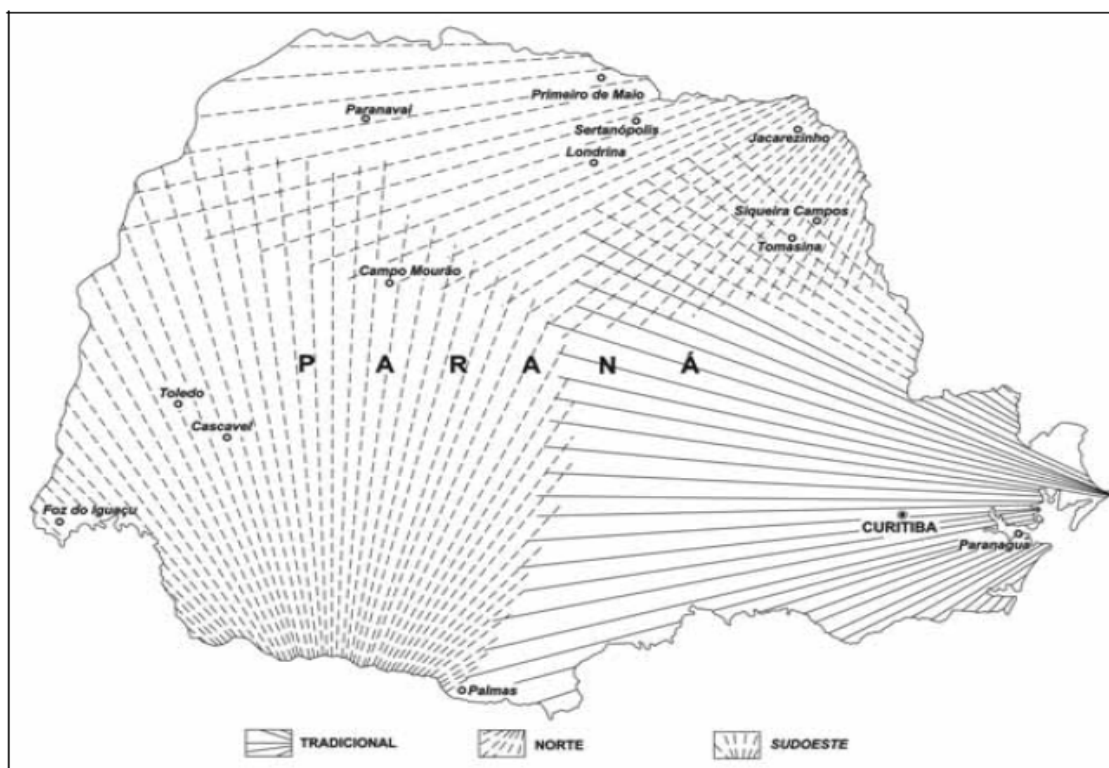 Primeiro de Maio
Paranavaí
Sertanópolis
Jacarezinho
Londrina
Siqueira Campos
Tomasina
Campo Mourão
PARANÁ
Toledo
Cascavel
Foz do Iguaçu
CURITIBA
Paranaguá
Palmas
TRADICIONAL
NORTE
SUDOESTE